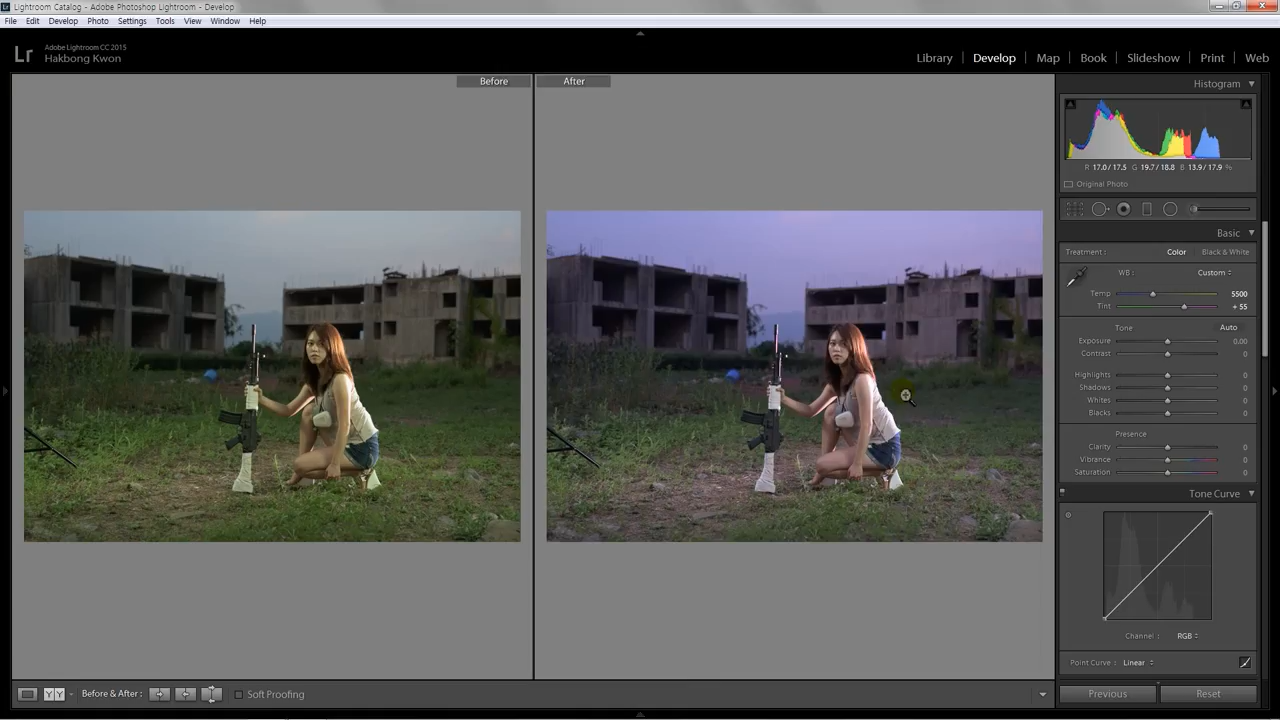 Lightroom Catalog - Adobe Photoshop Lightroom - Develop
File Edit Develop Photo Settings Tools View Window Help
Lr
Adobe Lightroom CC 2015
Hakbong Kwon
Library | Develop | Map | Book | Slideshow | Print | Web
Before
After
Histogram
R 17.0 / 17.5 G 19.7 / 18.8 B 13.9 / 17.9 %
Original Photo
Basic
Treatment : Color Black & White
WB : Custom
Temp 5500
Tint + 55
Tone Auto
Exposure 0.00
Contrast 0
Highlights 0
Shadows 0
Whites 0
Blacks 0
Presence
Clarity 0
Vibrance 0
Saturation 0
Tone Curve
Channel : RGB
Point Curve : Linear
YY Before & After : Soft Proofing
Previous Reset